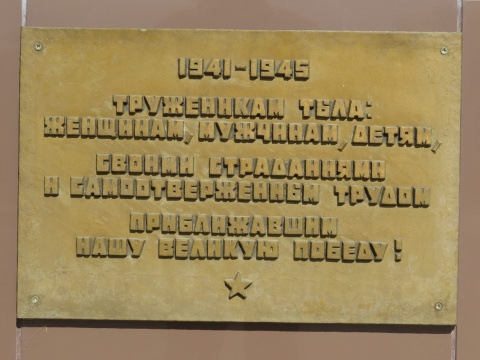 1941-1945
ТРУЖЕНИКАМ ТЫЛА:
ЖЕНЩИНАМ, МУЖЧИНАМ, ДЕТЯМ,
СВОИМИ СТРАДАНИЯМИ
И САМООТВЕРЖЕННЫМ ТРУДОМ
ПРИБЛИЖАВШИМ
НАШУ ВЕЛИКУЮ ПОБЕДУ!